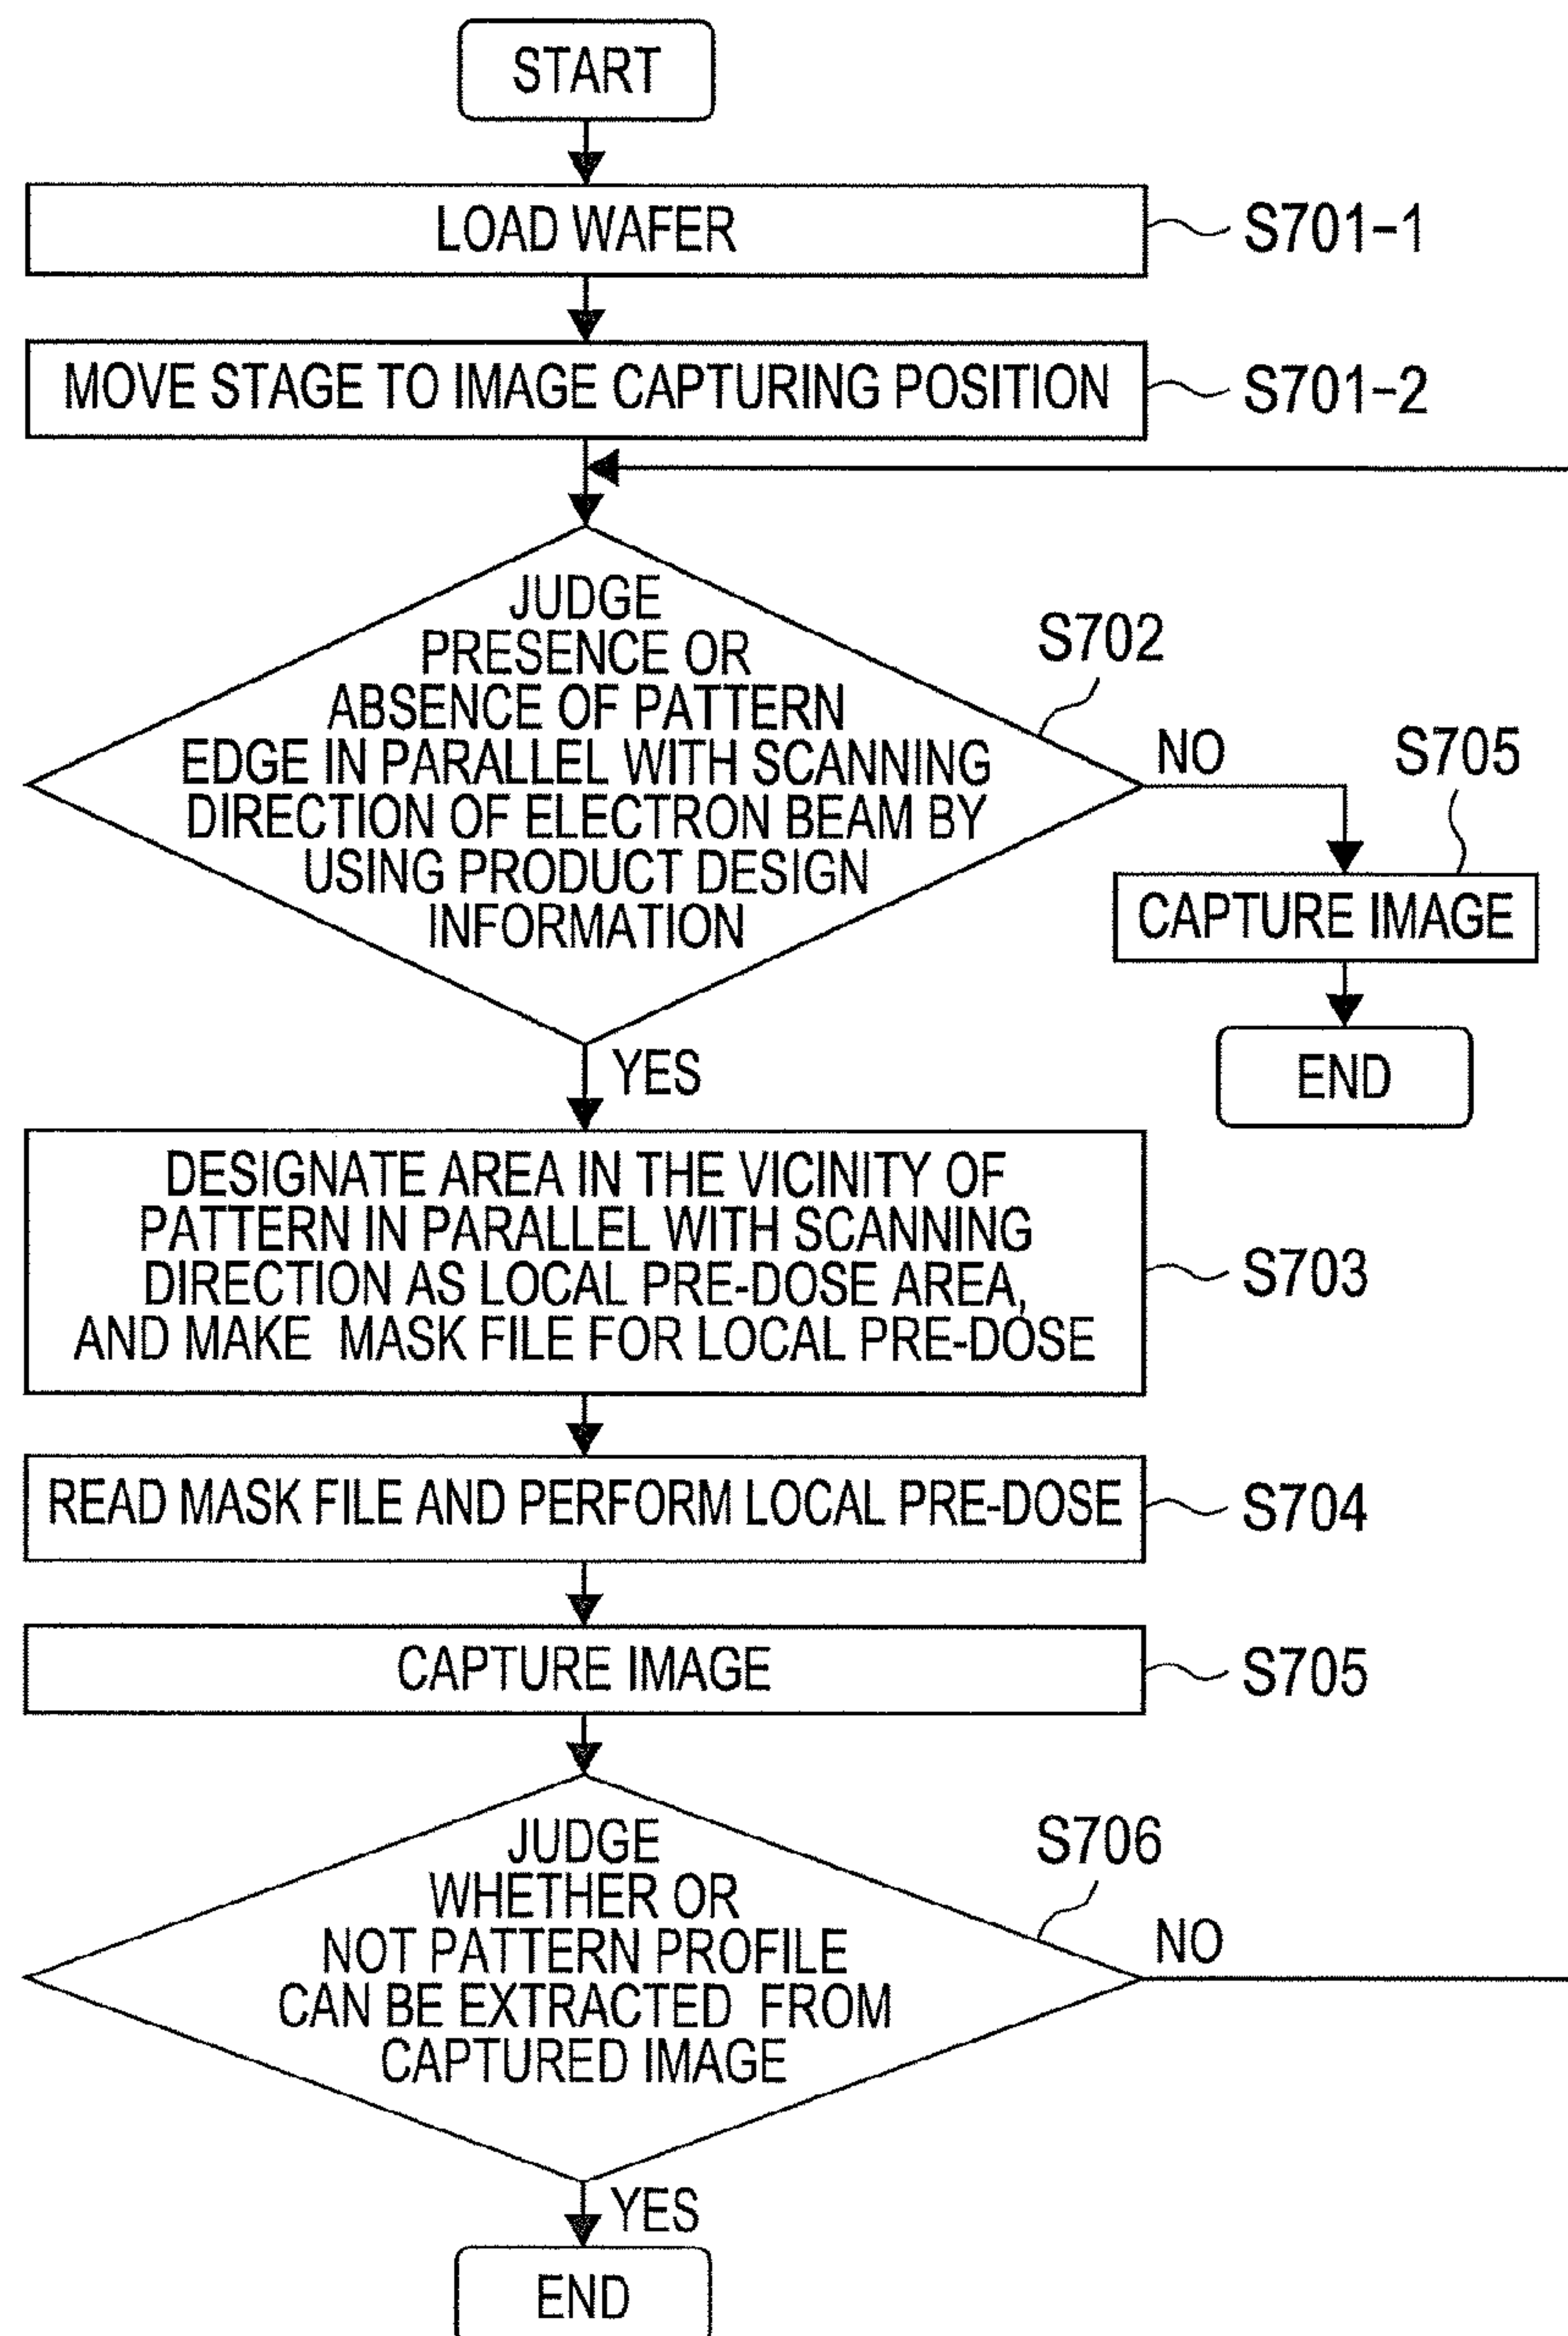 START
LOAD WAFER
S701-1
MOVE STAGE TO IMAGE CAPTURING POSITION
S701-2
JUDGE
PRESENCE OR
ABSENCE OF PATTERN
EDGE IN PARALLEL WITH SCANNING
DIRECTION OF ELECTRON BEAM BY
USING PRODUCT DESIGN
INFORMATION
S702
NO
S705
CAPTURE IMAGE
END
YES
DESIGNATE AREA IN THE VICINITY OF
PATTERN IN PARALLEL WITH SCANNING
DIRECTION AS LOCAL PRE-DOSE AREA,
AND MAKE MASK FILE FOR LOCAL PRE-DOSE
S703
READ MASK FILE AND PERFORM LOCAL PRE-DOSE
S704
CAPTURE IMAGE
S705
JUDGE
WHETHER OR
NOT PATTERN PROFILE
CAN BE EXTRACTED FROM
CAPTURED IMAGE
S706
NO
YES
END